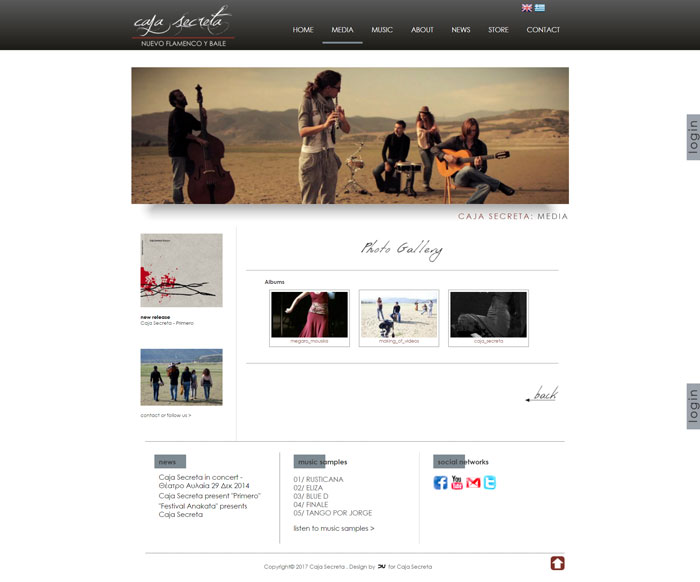 caja secreta
NUEVO FLAMENCO Y BAILE
HOME MEDIA MUSIC ABOUT NEWS STORE CONTACT
login
CAJA SECRETA: MEDIA
Photo Gallery
Albums
megaro_mousikis
making_of_videos
caja_secreta
new release
Caja Secreta - Primero
contact or follow us >
back
login
news
Caja Secreta in concert -
Θέατρο Αυλαία 29 Δεκ 2014
Caja Secreta present "Primero"
"Festival Anakata" presents
Caja Secreta
music samples
01/ RUSTICANA
02/ ELIZA
03/ BLUE D
04/ FINALE
05/ TANGO POR JORGE
listen to music samples >
social networks
You
Tube
Copyright© 2017 Caja Secreta . Design by for Caja Secreta